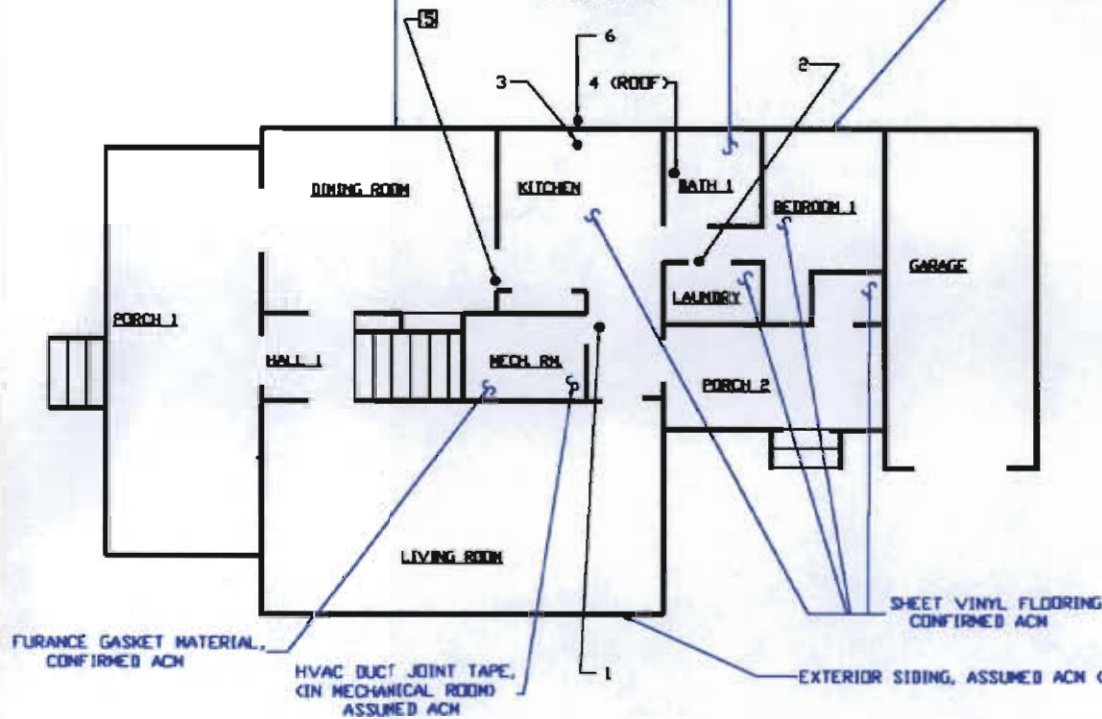 5
6
3
4 (ROOF)
2
DINING ROOM
KITCHEN
BATH 1
BEDROOM 1
GARAGE
LAUNDRY
PORCH 1
HALL 1
MECH. RM.
PORCH 2
LIVING ROOM
SHEET VINYL FLOORING
CONFIRMED ACM
FURANCE GASKET MATERIAL,
CONFIRMED ACM
HVAC DUCT JOINT TAPE,
(IN MECHANICAL ROOM)
ASSUMED ACM
1
EXTERIOR SIDING, ASSUMED ACM (